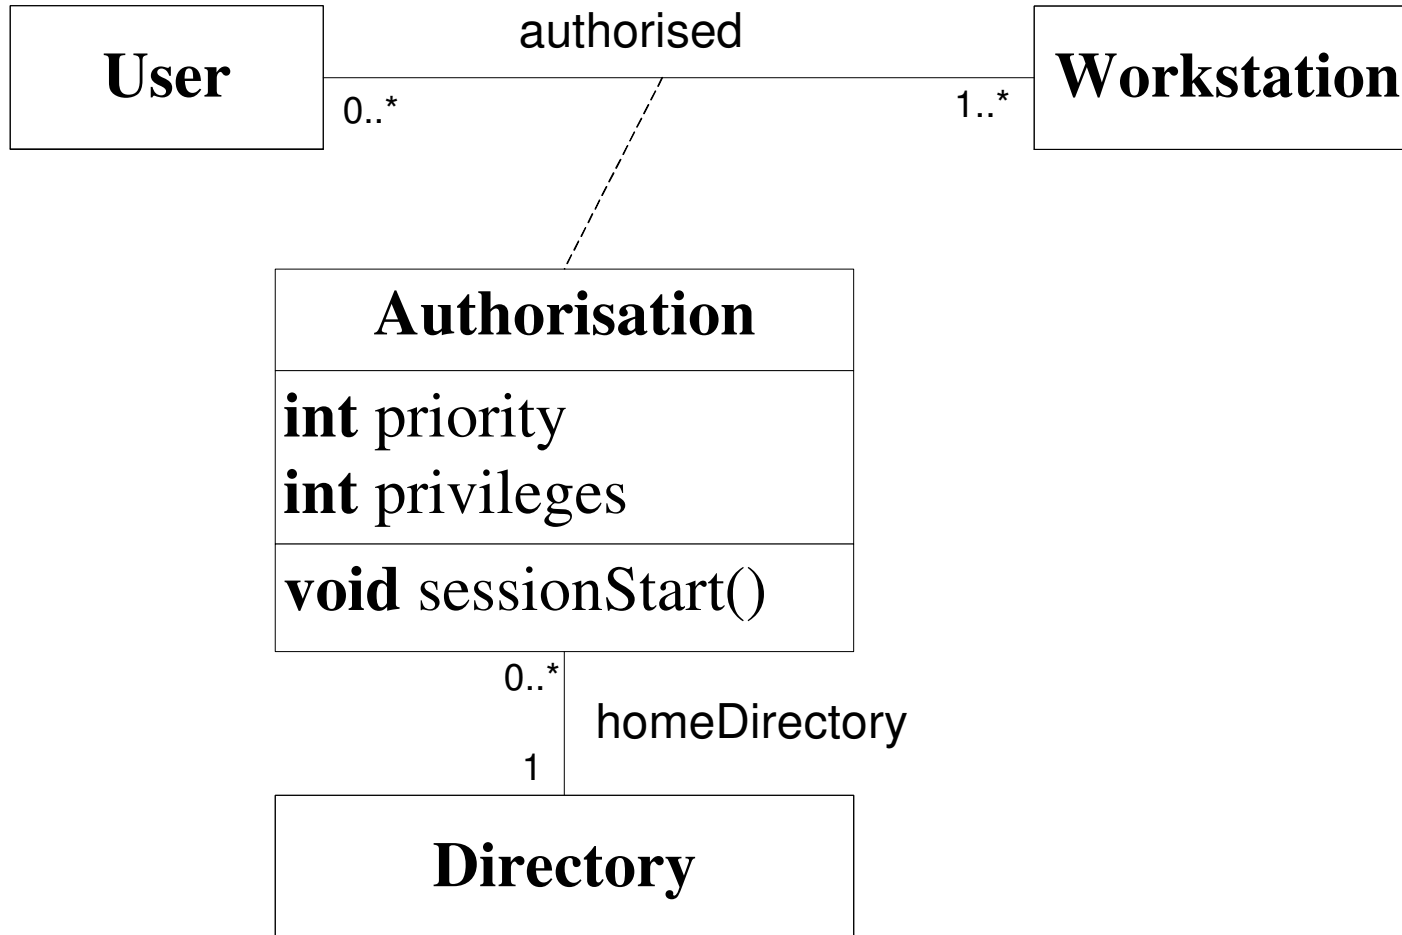 authorised
User
Workstation
0..*
1..*
Authorisation
int priority
int privileges
void sessionStart()
0..*
homeDirectory
1
Directory